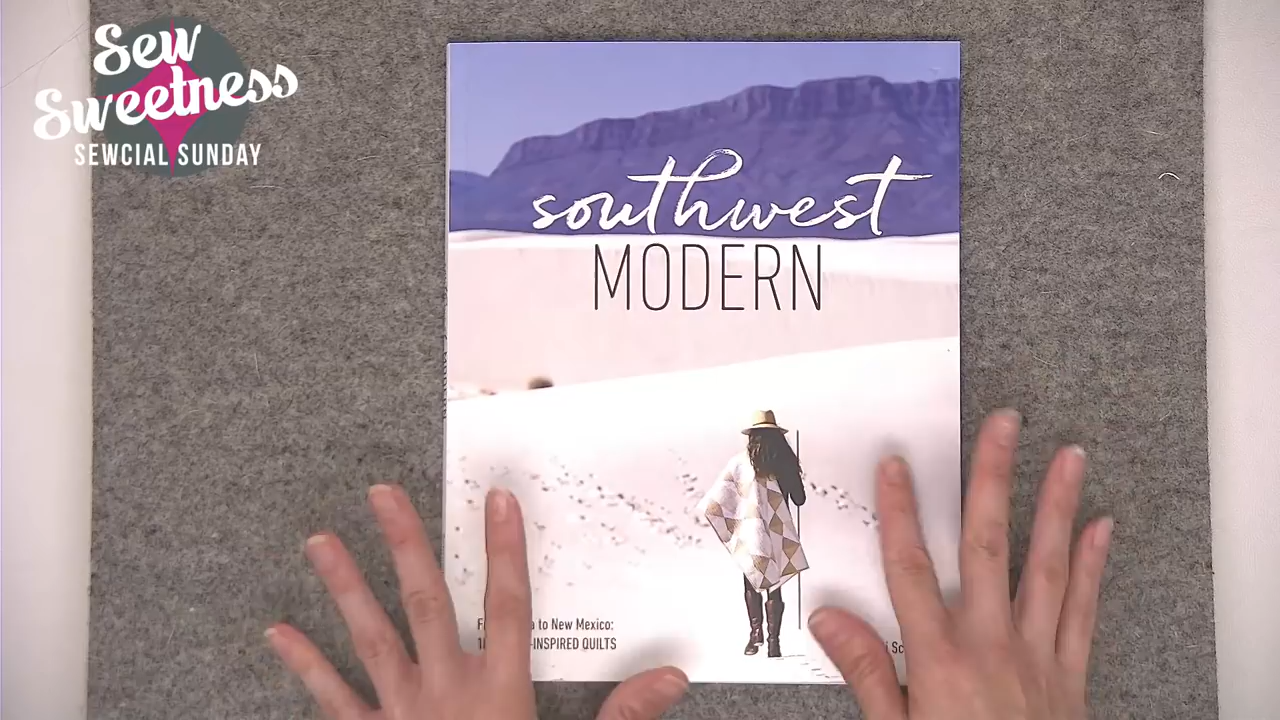 Sew
Sweetness
SEWCIAL SUNDAY
southwest
MODERN
to New Mexico:
-INSPIRED QUILTS